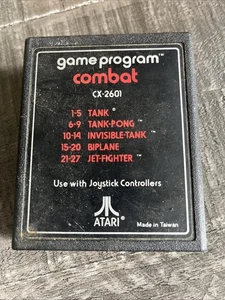 game program™
combat
CX-2601
1-5 TANK®
6-9 TANK-PONG™
10-14 INVISIBLE-TANK™
15-20 BIPLANE
21-27 JET-FIGHTER™
Use with Joystick Controllers
ATARI®
Made in Taiwan